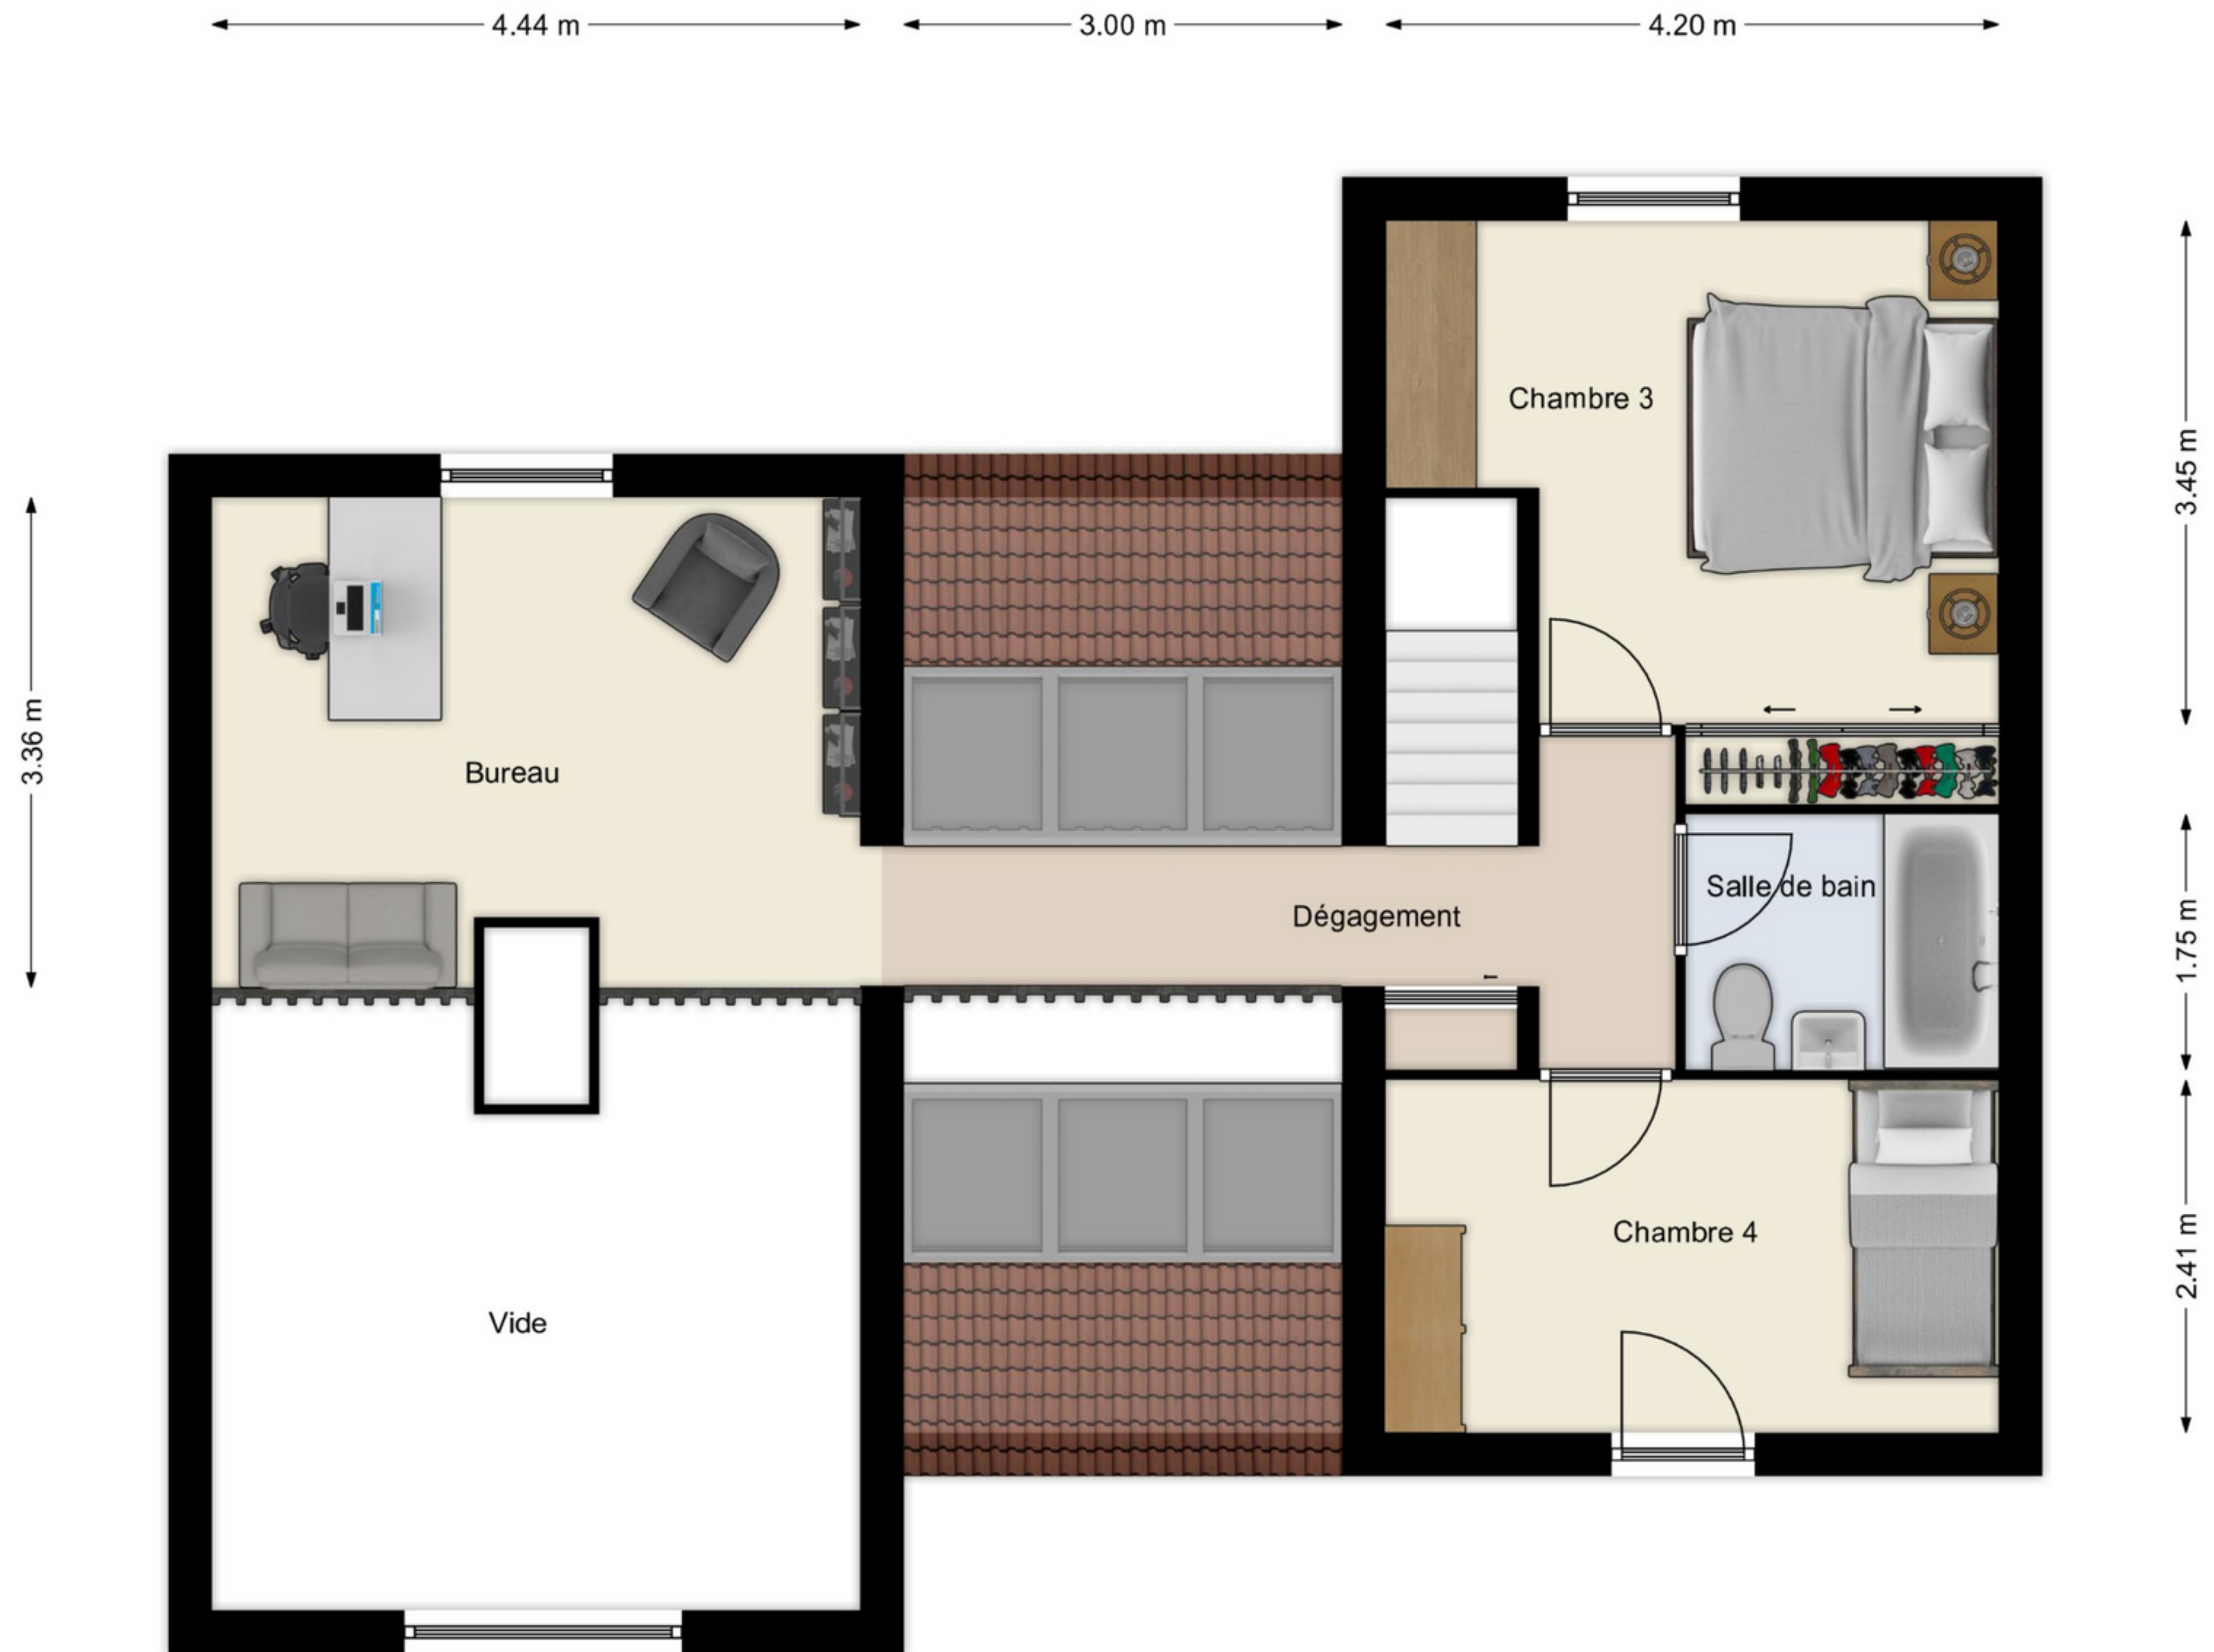 4.44 m
3.00 m
4.20 m
Chambre 3
3.45 m
3.36 m
Bureau
Salle de bain
Dégagement
1.75 m
Chambre 4
2.41 m
Vide